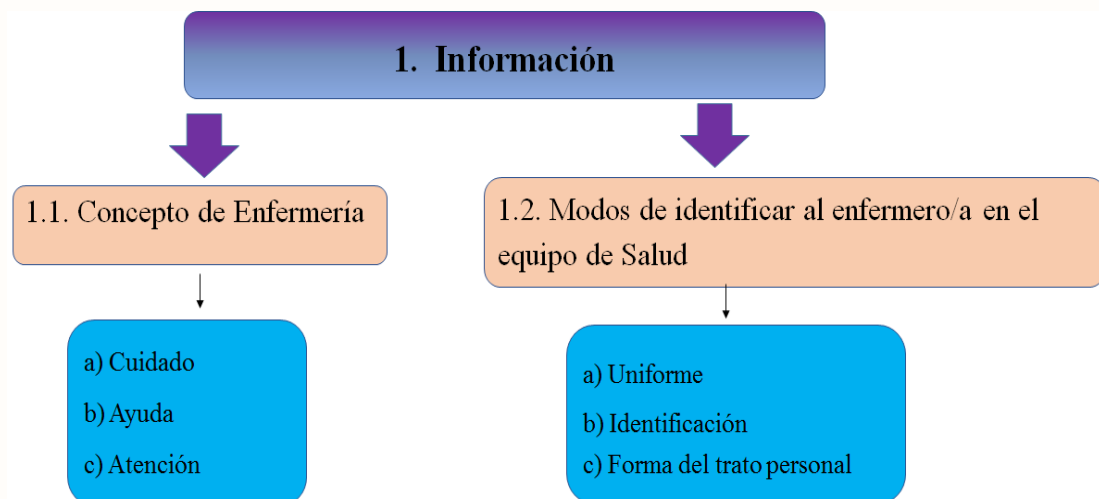 1. Información
1.1. Concepto de Enfermería
1.2. Modos de identificar al enfermero/a en el
equipo de Salud
a) Cuidado
b) Ayuda
c) Atención
a) Uniforme
b) Identificación
c) Forma del trato personal